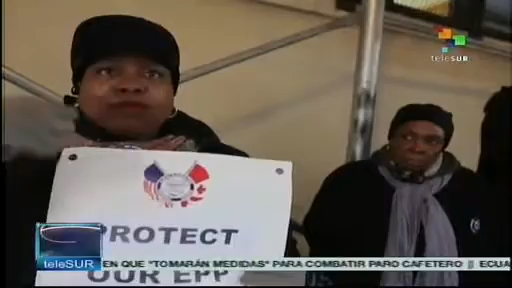 teleSUR
PROTECT
OUR EPP
teleSUR
EN QUE "TOMARÁN MEDIDAS" PARA COMBATIR PARO CAFETERO || ECUA